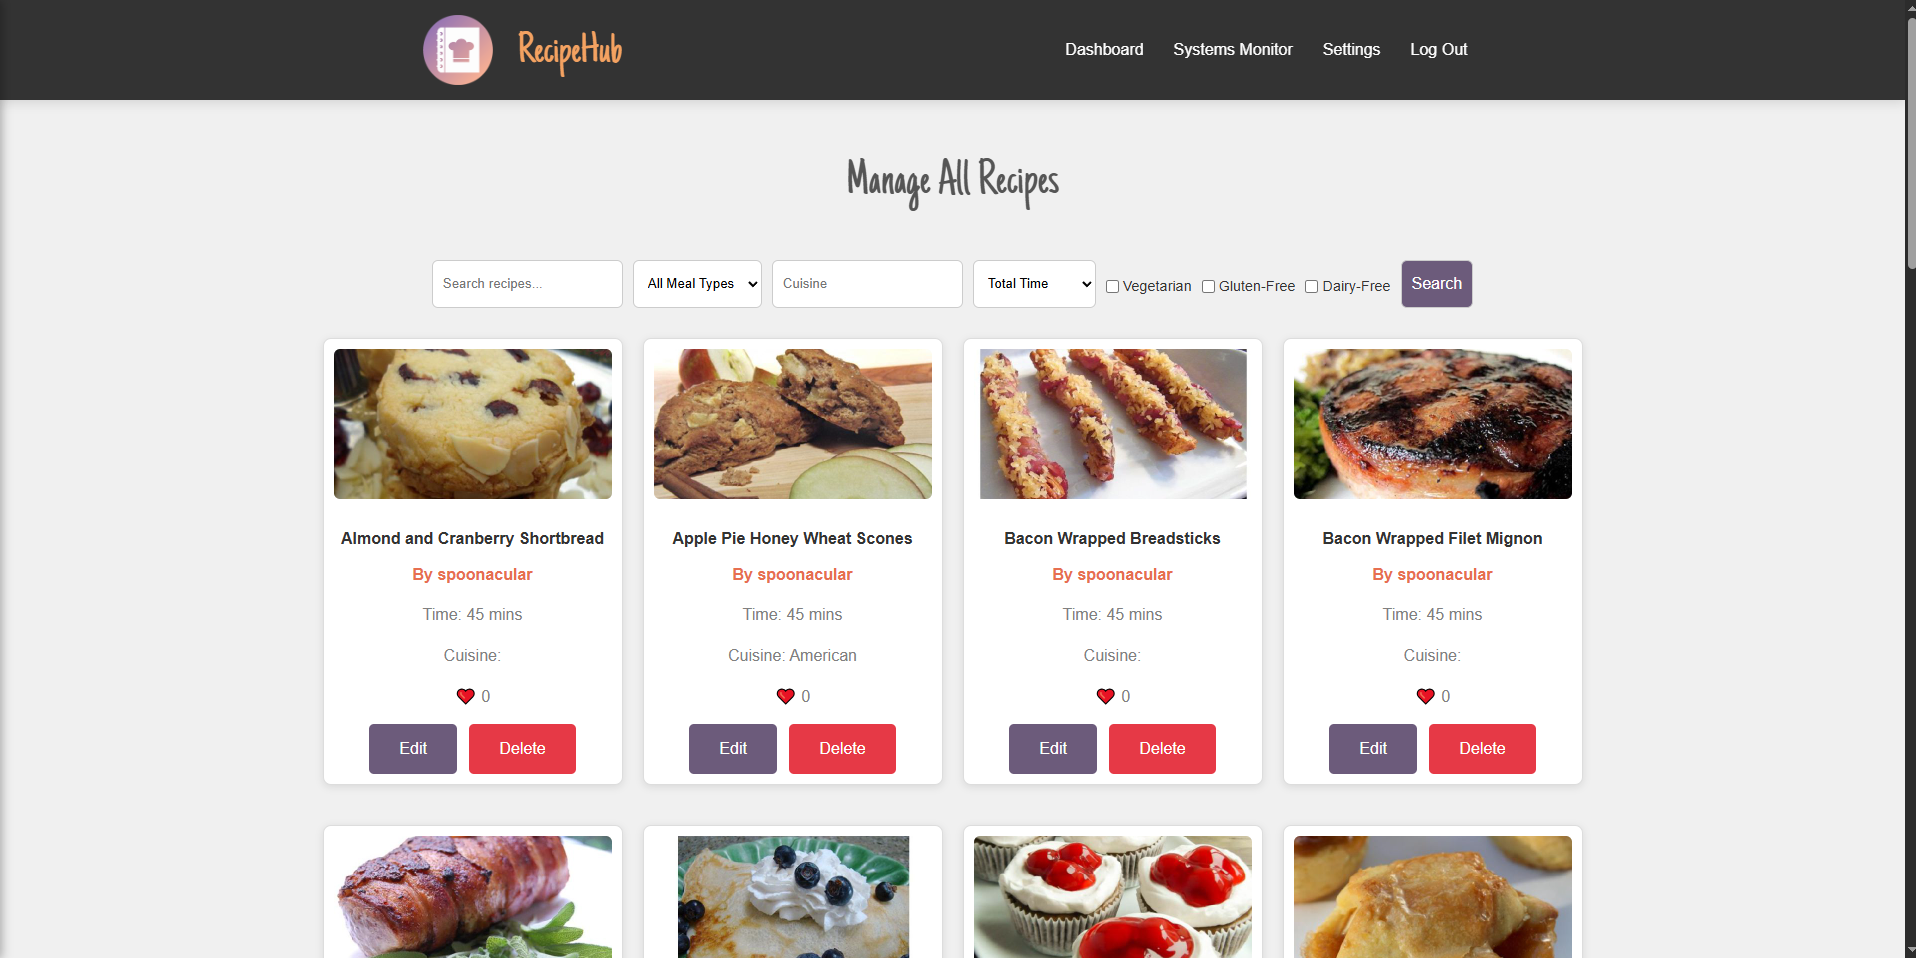 RecipeHub
Dashboard Systems Monitor Settings Log Out
Manage All Recipes
Search recipes... All Meal Types Cuisine Total Time Vegetarian Gluten-Free Dairy-Free Search
Almond and Cranberry Shortbread
By spoonacular
Time: 45 mins
Cuisine:
0
Edit Delete
Apple Pie Honey Wheat Scones
By spoonacular
Time: 45 mins
Cuisine: American
0
Edit Delete
Bacon Wrapped Breadsticks
By spoonacular
Time: 45 mins
Cuisine:
0
Edit Delete
Bacon Wrapped Filet Mignon
By spoonacular
Time: 45 mins
Cuisine:
0
Edit Delete